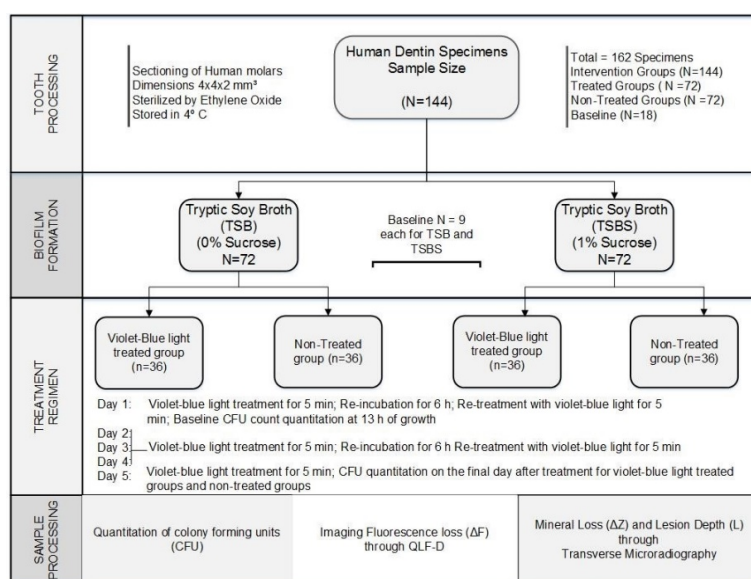 TOOTH
PROCESSING
Sectioning of Human molars
Dimensions 4x4x2 mm³
Sterilized by Ethylene Oxide
Stored in 4º C
Human Dentin Specimens
Sample Size
(N=144)
Total = 162 Specimens
Intervention Groups (N=144)
Treated Groups ( N =72)
Non-Treated Groups (N =72)
Baseline (N=18)
BIOFILM
FORMATION
Tryptic Soy Broth
(TSB)
(0% Sucrose)
N=72
Baseline N = 9
each for TSB and
TSBS
Tryptic Soy Broth
(TSBS)
(1% Sucrose)
N=72
TREATMENT
REGIMEN
Violet-Blue light
treated group
(n=36)
Non-Treated
group (n=36)
Violet-Blue light
treated group
(n=36)
Non-Treated
group (n=36)
Day 1: Violet-blue light treatment for 5 min; Re-incubation for 6 h; Re-treatment with violet-blue light for 5
min; Baseline CFU count quantitation at 13 h of growth
Day 2:
Day 3: Violet-blue light treatment for 5 min; Re-incubation for 6 h Re-treatment with violet-blue light for 5 min
Day 4:
Day 5: Violet-blue light treatment for 5 min; CFU quantitation on the final day after treatment for violet-blue light treated
groups and non-treated groups
SAMPLE
PROCESSING
Quantitation of colony forming units
(CFU)
Imaging Fluorescence loss (ΔF)
through QLF-D
Mineral Loss (ΔZ) and Lesion Depth (L)
through
Transverse Microradiography